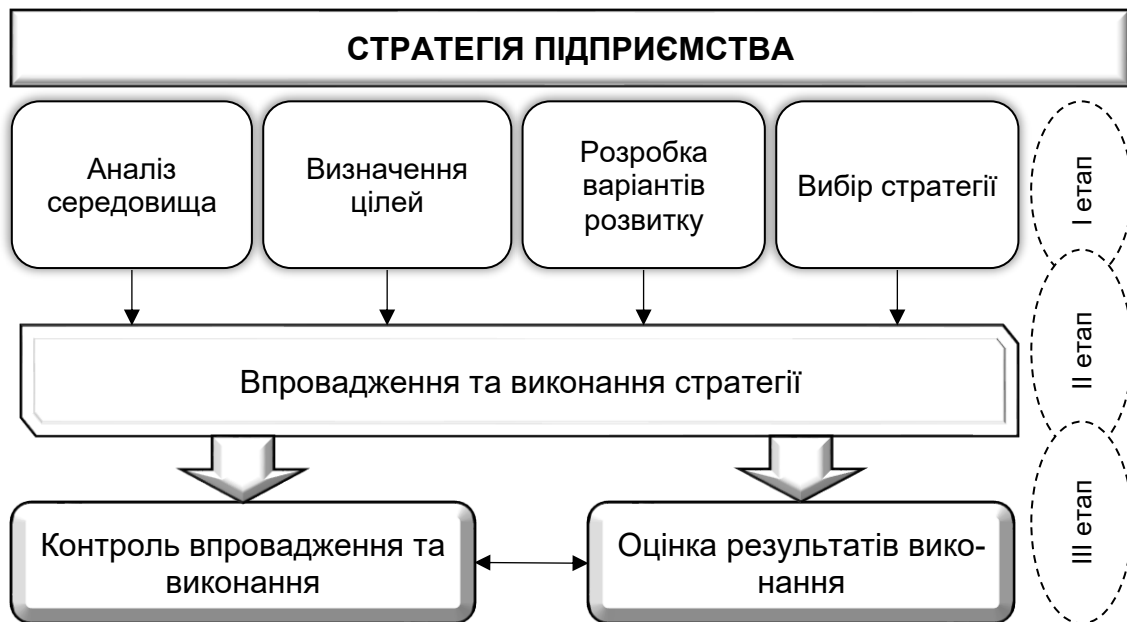 СТРАТЕГІЯ ПІДПРИЄМСТВА
Аналіз
середовища
Визначення
цілей
Розробка
варіантів
розвитку
Вибір стратегії
І етап
Впровадження та виконання стратегії
ІІ етап
Контроль впровадження та
виконання
Оцінка результатів вико-
нання
ІІІ етап